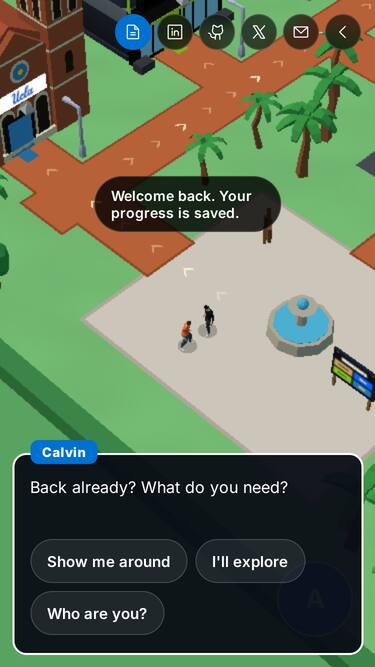 Ucla
Welcome back. Your
progress is saved.
Calvin
Back already? What do you need?
Show me around
I'll explore
Who are you?
A